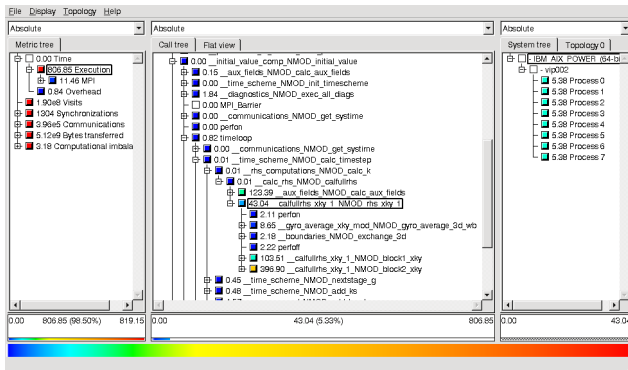 File Display Topology Help
Absolute
Absolute
Absolute
Metric tree
Call tree Flat view
System tree Topology 0
0.00 Time
806.85 Execution
11.46 MPI
0.84 Overhead
1.90e8 Visits
1304 Synchronizations
3.96e5 Communications
5.12e9 Bytes transferred
3.18 Computational imbala
0.00 __initial_value_comp_NMOD_initial_value
0.15 __aux_fields_NMOD_calc_aux_fields
0.00 __time_scheme_NMOD_init_timescheme
1.84 __diagnostics_NMOD_exec_all_diags
0.00 MPI_Barrier
0.00 __communications_NMOD_get_systime
0.00 perfon
0.82 timeloop
0.00 __communications_NMOD_get_systime
0.01 __time_scheme_NMOD_calc_timestep
0.01 __rhs_computations_NMOD_calc_k
0.01 __calc_rhs_NMOD_calfullrhs
123.39 __aux_fields_NMOD_calc_aux_fields
43.04 __calfullrhs_xky_1_NMOD_rhs_xky_1
2.11 perfon
8.65 __gyro_average_xky_mod_NMOD_gyro_average_3d_wb
2.18 __boundaries_NMOD_exchange_3d
2.22 perfoff
103.51 __calfullrhs_xky_1_NMOD_block1_xky
396.90 __calfullrhs_xky_1_NMOD_block2_xky
0.45 __time_scheme_NMOD_nextstage_g
0.48 __time_scheme_NMOD_add_ks
- IBM AIX POWER (64-bi
- vip002
5.38 Process 0
5.38 Process 1
5.38 Process 2
5.38 Process 3
5.38 Process 4
5.38 Process 5
5.38 Process 6
5.38 Process 7
0.00 806.85 (98.50%) 819.15
0.00 43.04 (5.33%) 806.85
0.00 43.04